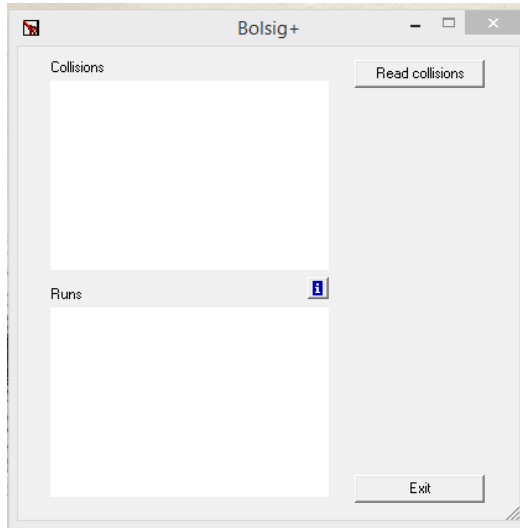 Bolsig+
Collisions
Read collisions
Runs
i
Exit